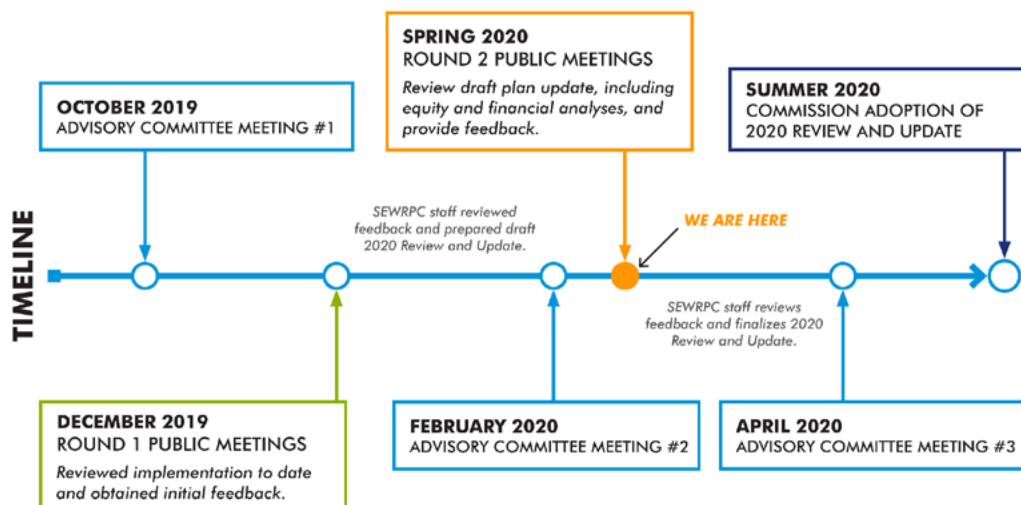 TIMELINE
OCTOBER 2019
ADVISORY COMMITTEE MEETING #1
SPRING 2020
ROUND 2 PUBLIC MEETINGS
Review draft plan update, including
equity and financial analyses, and
provide feedback.
SUMMER 2020
COMMISSION ADOPTION OF
2020 REVIEW AND UPDATE
SEWRPC staff reviewed
feedback and prepared draft
2020 Review and Update.
WE ARE HERE
SEWRPC staff reviews
feedback and finalizes 2020
Review and Update.
DECEMBER 2019
ROUND 1 PUBLIC MEETINGS
Reviewed implementation to date
and obtained initial feedback.
FEBRUARY 2020
ADVISORY COMMITTEE MEETING #2
APRIL 2020
ADVISORY COMMITTEE MEETING #3